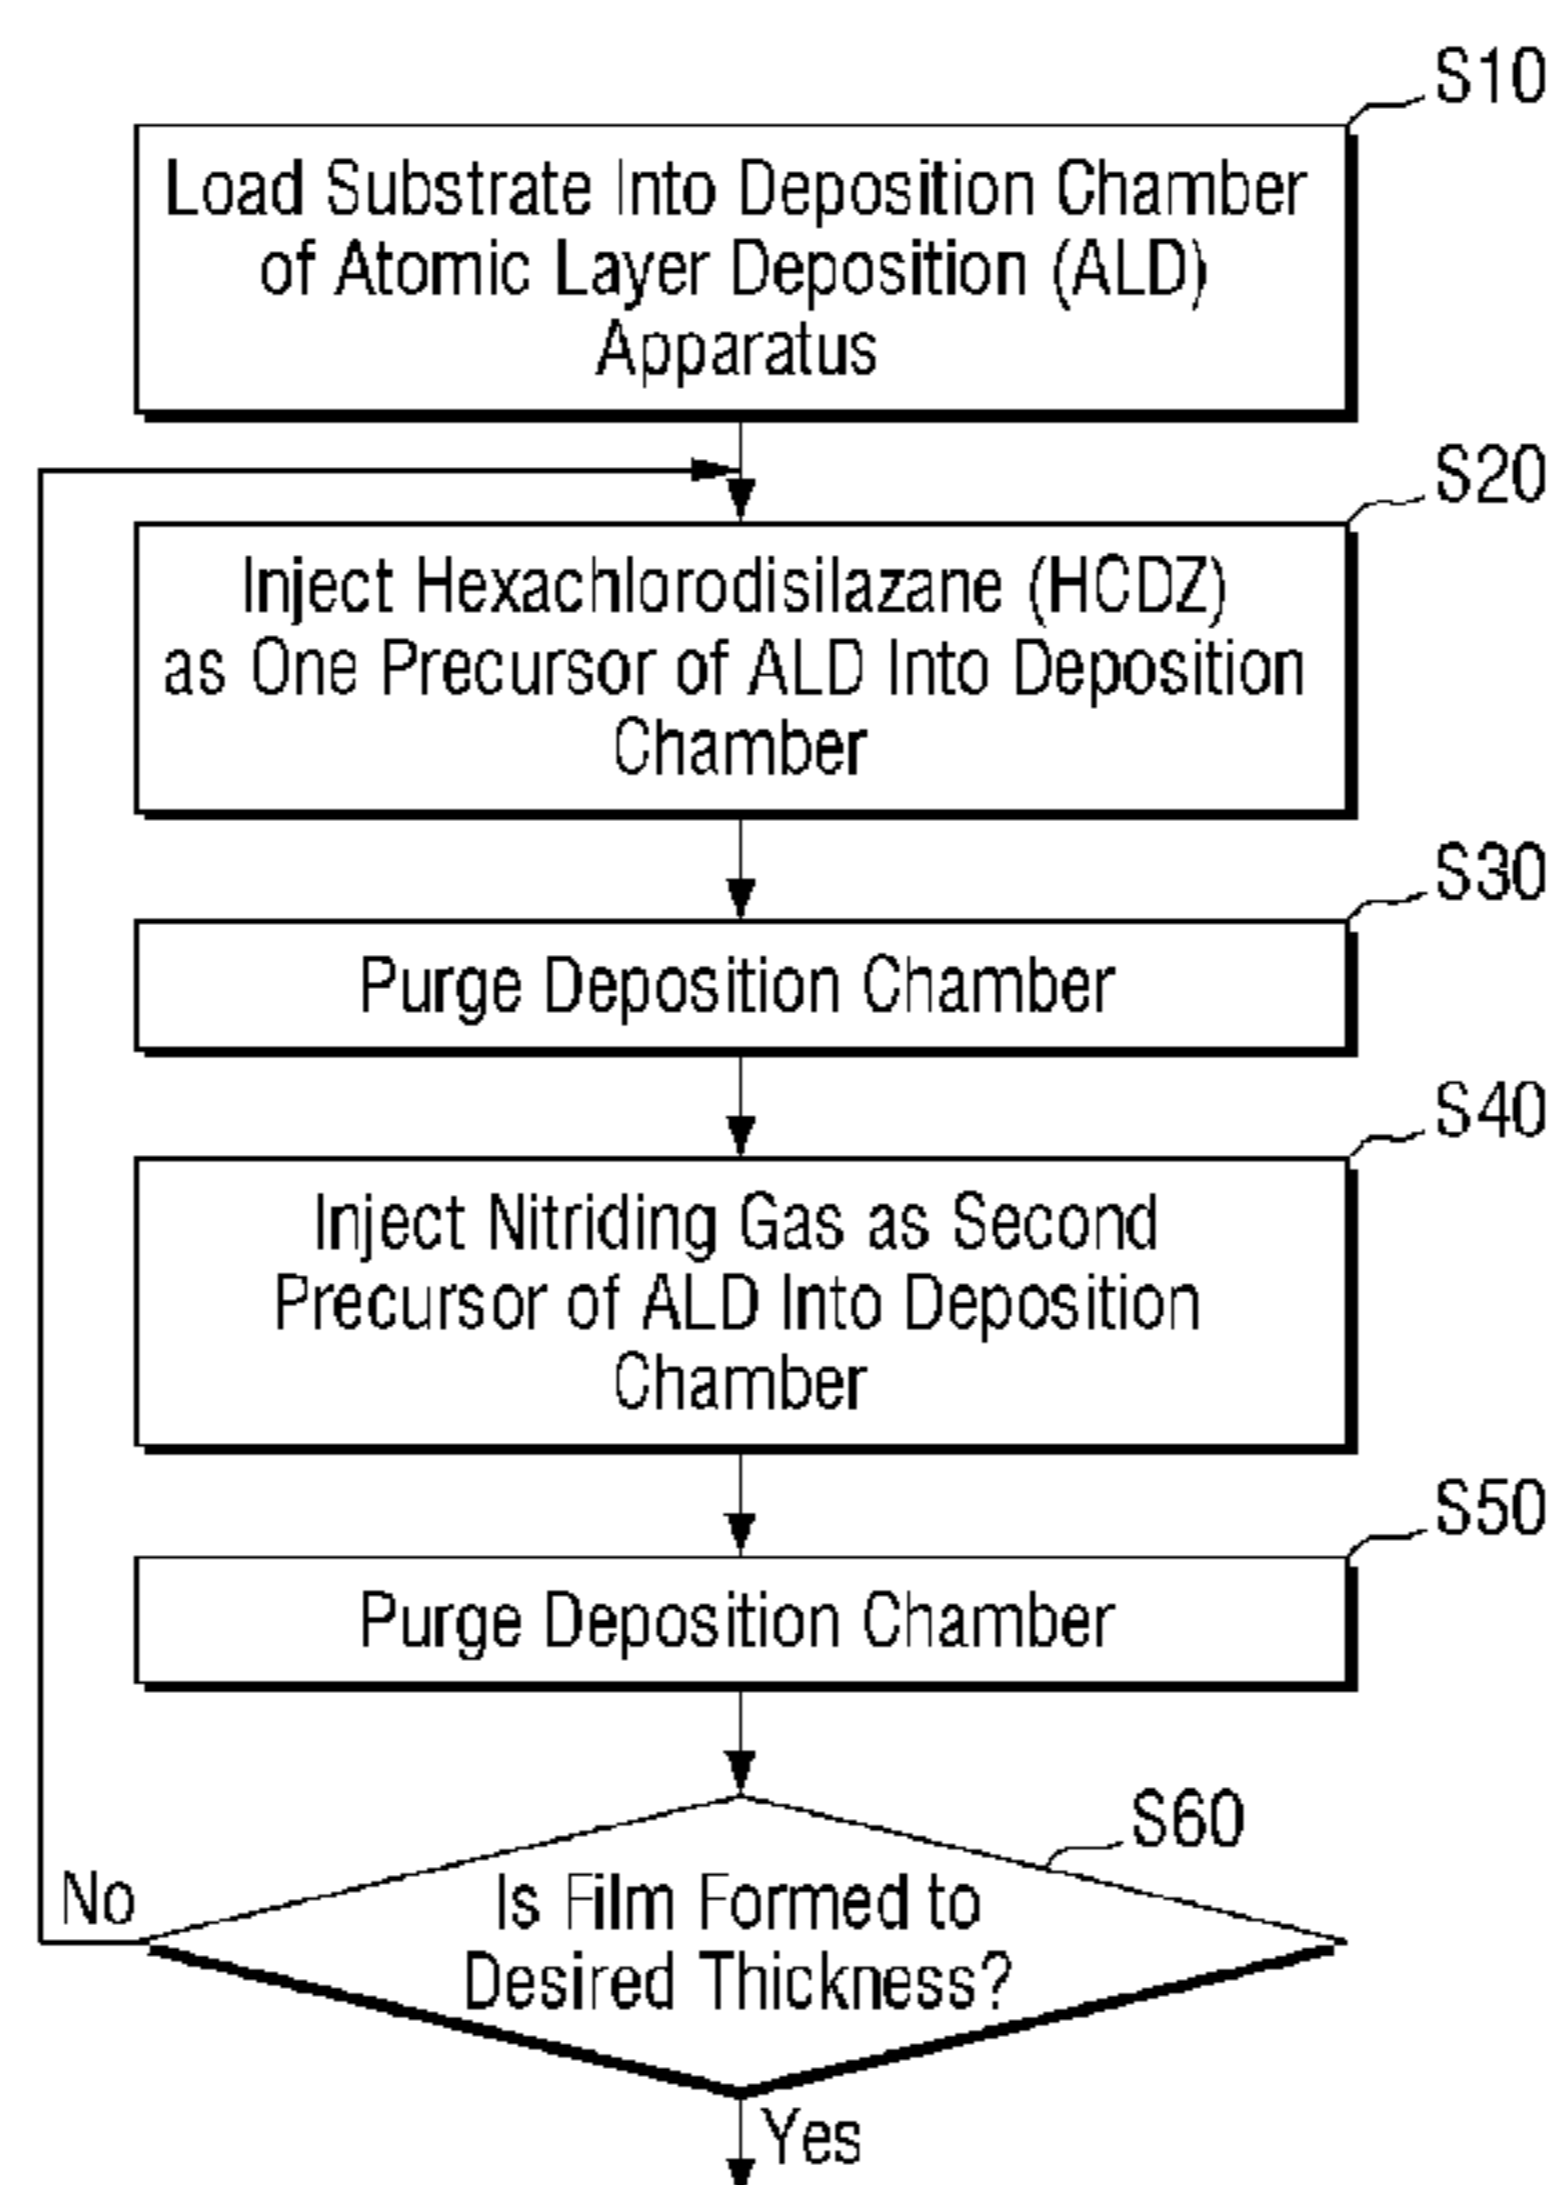 S10
Load Substrate Into Deposition Chamber
of Atomic Layer Deposition (ALD)
Apparatus
S20
Inject Hexachlorodisilazane (HCDZ)
as One Precursor of ALD Into Deposition
Chamber
S30
Purge Deposition Chamber
S40
Inject Nitriding Gas as Second
Precursor of ALD Into Deposition
Chamber
S50
Purge Deposition Chamber
S60
No
Is Film Formed to
Desired Thickness?
Yes